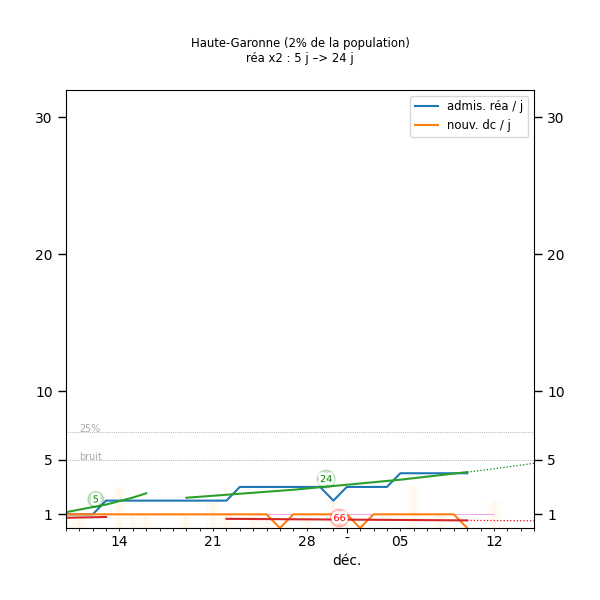 Haute-Garonne (2% de la population)
réa x2 : 5 j –> 24 j
admis. réa / j
nouv. dc / j
30 30
20 20
10 10
25%
5 bruit 5
24
5
1 66 1
14 21 28 - 05 12
déc.